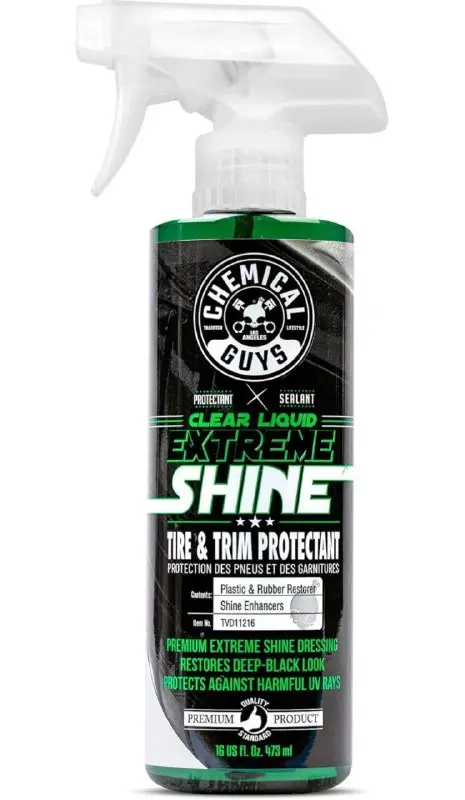 CHEMICAL
TRADITION
LOS
ANGELES
LIFESTYLE
GUYS
PROTECTANT
SEALANT
CLEAR LIQUID
EXTREME
SHINE
TIRE & TRIM PROTECTANT
PROTECTION DES PNEUS ET DES GARNITURES
Contents: Plastic & Rubber Restorer
Shine Enhancers
Item No. TVD11216
PREMIUM EXTREME SHINE DRESSING
RESTORES DEEP-BLACK LOOK
PROTECTS AGAINST HARMFUL UV RAYS
QUALITY
PREMIUM PRODUCT
STANDARD
16 US fl. Oz. 473 ml